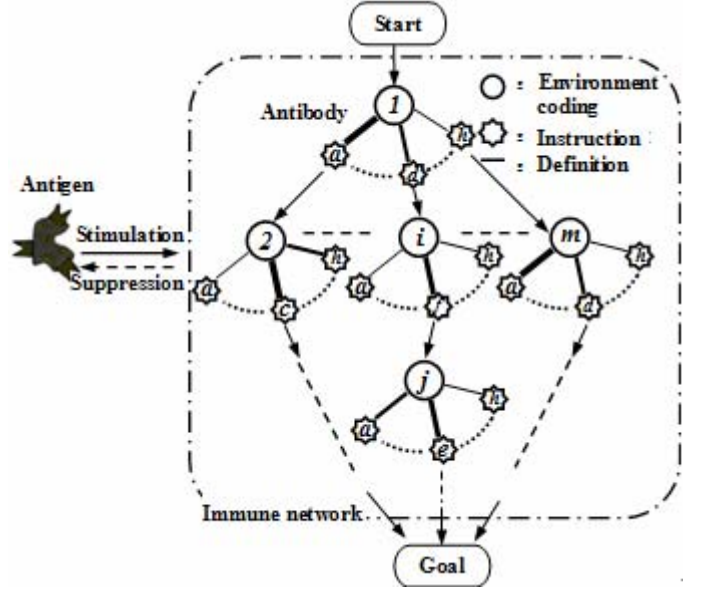 Start
1
: Environment
coding
Antibody
h
: Instruction :
a
d
: Definition
Antigen
Stimulation
2
i
m
h
h
h
Suppression
a
c
a
f
a
d
j
h
a
e
Immune network
Goal